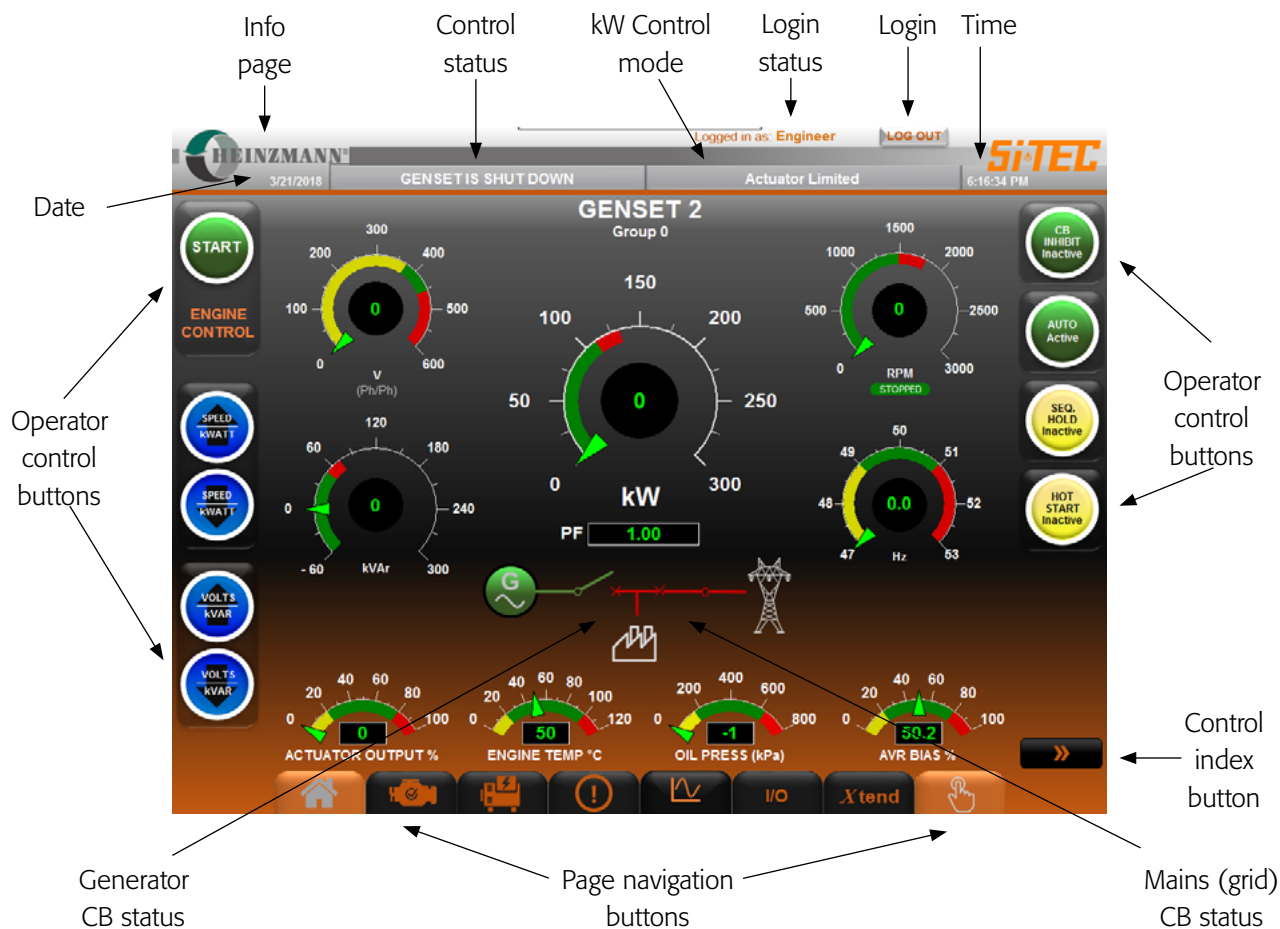 Info
page
Control
status
kW Control
mode
Login
status
Login
Time
Logged in as: Engineer
LOG OUT
HEINZMANN®
Si·TEC
3/21/2018
GENSET IS SHUT DOWN
Actuator Limited
6:16:34 PM
Date
GENSET 2
Group 0
START
ENGINE
CONTROL
0
100
200
300
400
500
600
0
V
(Ph/Ph)
0
50
100
150
200
250
300
0
kW
PF 1.00
0
500
1000
1500
2000
2500
3000
0
RPM
STOPPED
CB
INHIBIT
Inactive
AUTO
Active
SEQ.
HOLD
Inactive
HOT
START
Inactive
Operator
control
buttons
Operator
control
buttons
SPEED
kWATT
SPEED
kWATT
VOLTS
kVAR
VOLTS
kVAR
- 60
0
60
120
180
240
300
0
kVAr
47
48
49
50
51
52
53
0.0
Hz
G
0
20
40
60
80
100
0
ACTUATOR OUTPUT %
0
20
40
60
80
100
120
50
ENGINE TEMP °C
0
200
400
600
800
-1
OIL PRESS (kPa)
0
20
40
60
80
100
50.2
AVR BIAS %
»
Control
index
button
I/O
Xtend
Generator
CB status
Page navigation
buttons
Mains (grid)
CB status